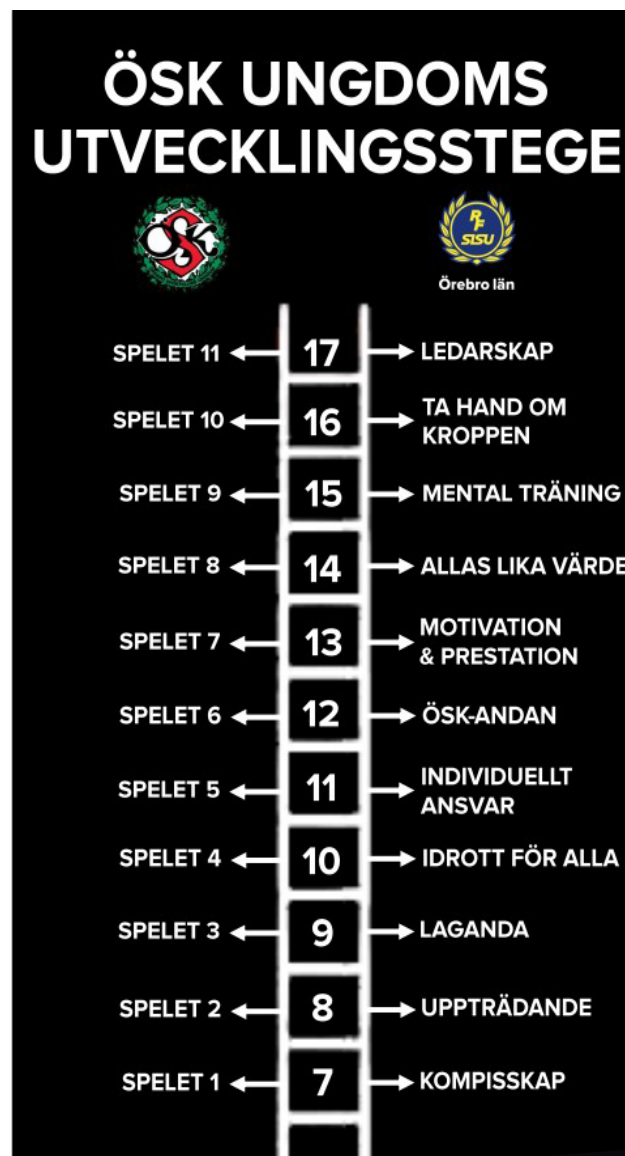 ÖSK UNGDOMS
UTVECKLINGSSTEGE
ÖSK
RF
SISU
Örebro län
SPELET 11 17 LEDARSKAP
SPELET 10 16 TA HAND OM
KROPPEN
SPELET 9 15 MENTAL TRÄNING
SPELET 8 14 ALLAS LIKA VÄRDE
SPELET 7 13 MOTIVATION
& PRESTATION
SPELET 6 12 ÖSK-ANDAN
SPELET 5 11 INDIVIDUELLT
ANSVAR
SPELET 4 10 IDROTT FÖR ALLA
SPELET 3 9 LAGANDA
SPELET 2 8 UPPTRÄDANDE
SPELET 1 7 KOMPISSKAP